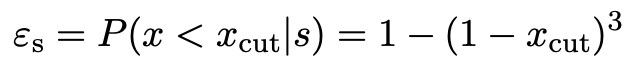 ε_s = P(x < x_cut|s) = 1 − (1 − x_cut)³